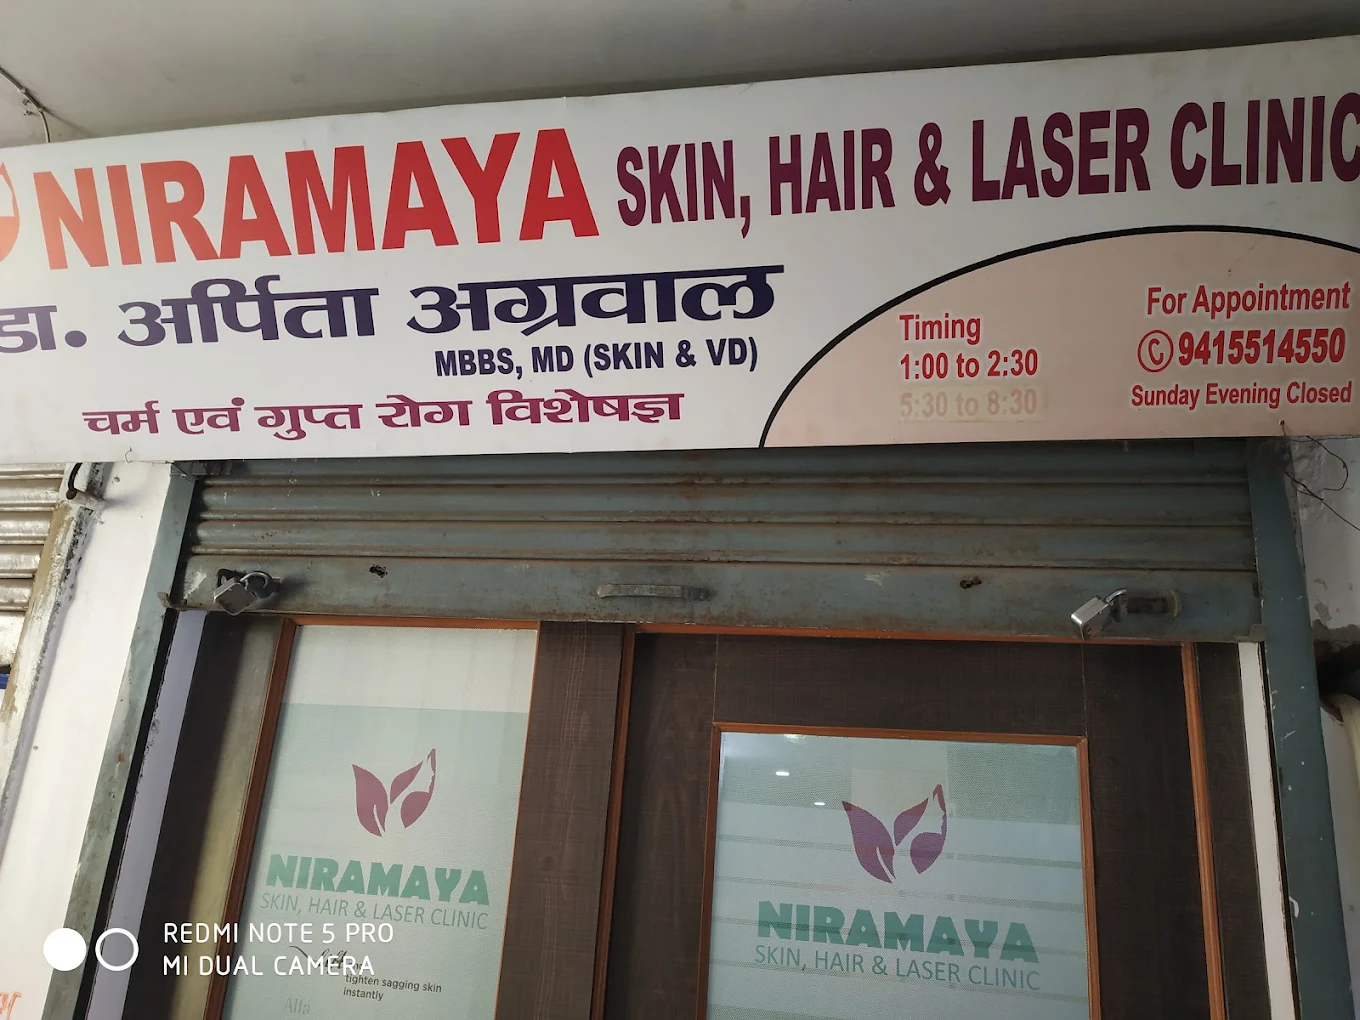 NIRAMAYA SKIN, HAIR & LASER CLINIC
डा. अर्पिता अग्रवाल
MBBS, MD (SKIN & VD)
चर्म एवं गुप्त रोग विशेषज्ञ
Timing
1:00 to 2:30
5:30 to 8:30
For Appointment
9415514550
Sunday Evening Closed
NIRAMAYA
SKIN, HAIR & LASER CLINIC
tighten sagging skin
instantly
NIRAMAYA
SKIN, HAIR & LASER CLINIC
REDMI NOTE 5 PRO
MI DUAL CAMERA